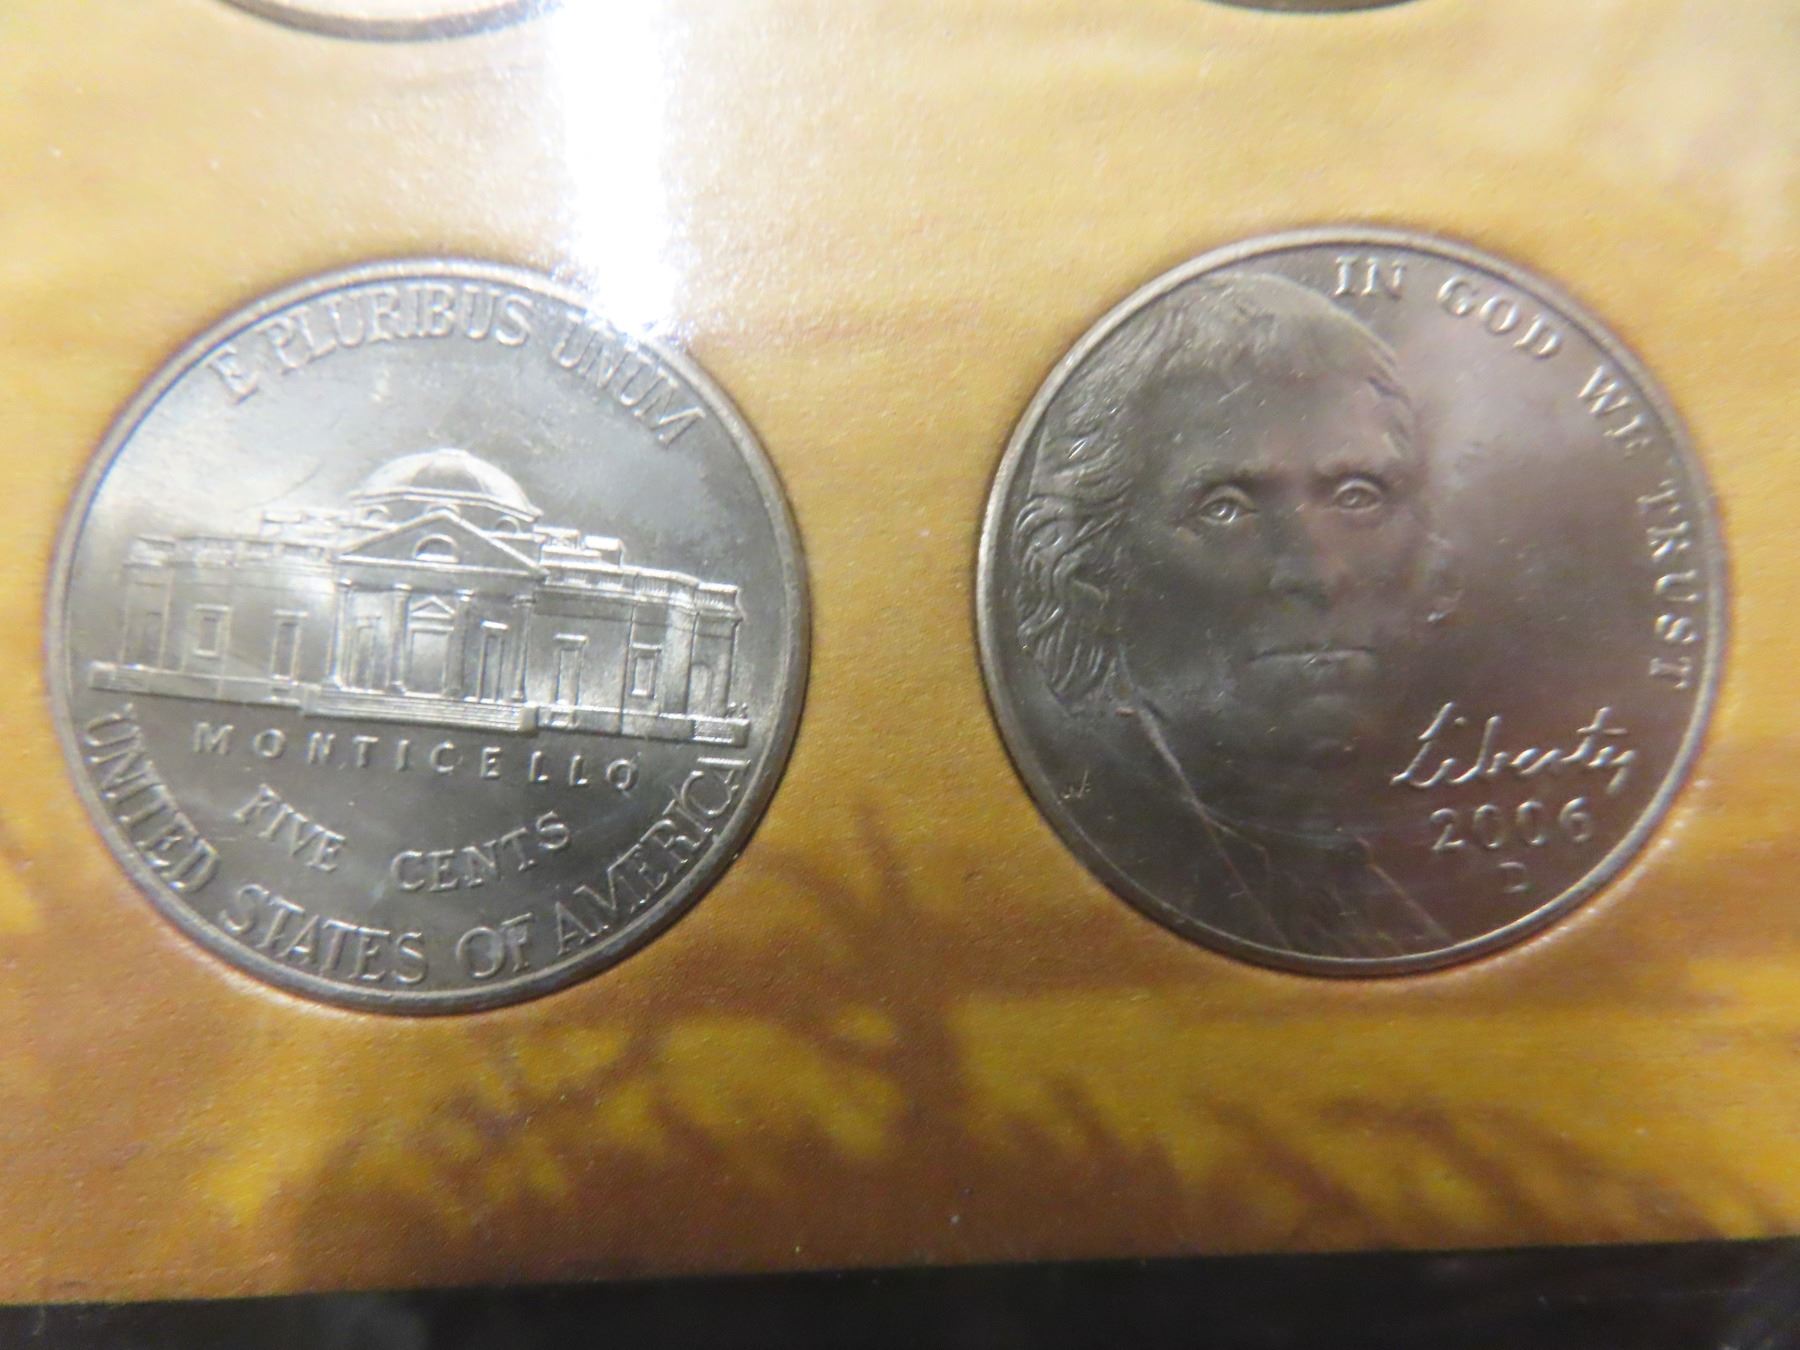 E PLURIBUS UNUM
MONTICELLO
FIVE CENTS
UNITED STATES OF AMERICA
IN GOD WE TRUST
Liberty
2006
D